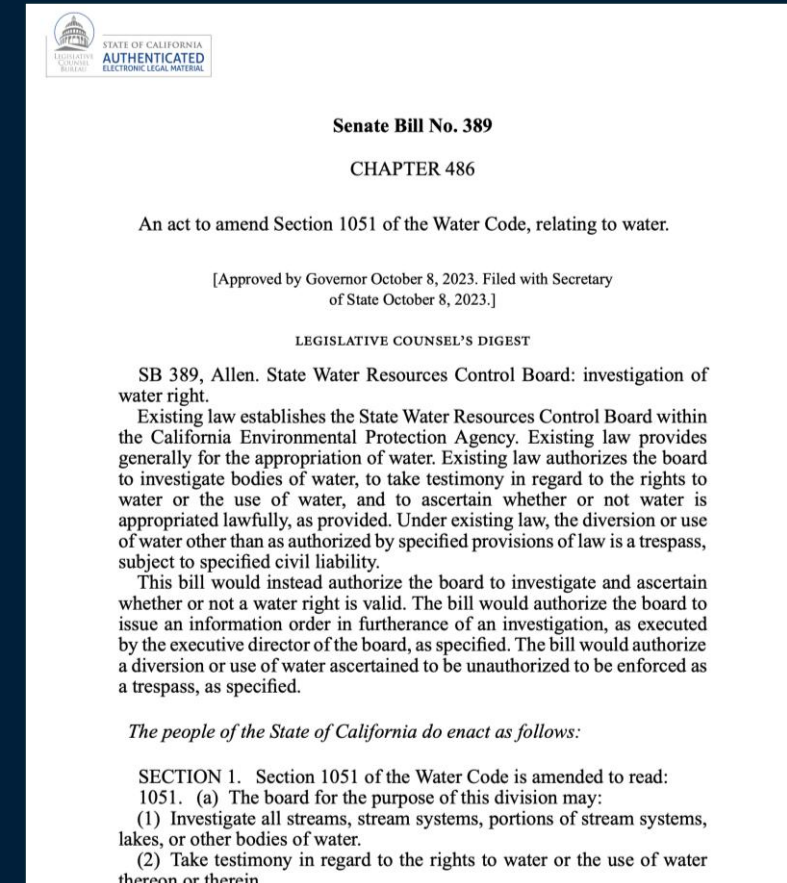 LEGISLATIVE
COUNSEL
BUREAU
STATE OF CALIFORNIA
AUTHENTICATED
ELECTRONIC LEGAL MATERIAL
Senate Bill No. 389
CHAPTER 486
An act to amend Section 1051 of the Water Code, relating to water.
[Approved by Governor October 8, 2023. Filed with Secretary
of State October 8, 2023.]
LEGISLATIVE COUNSEL’S DIGEST
SB 389, Allen. State Water Resources Control Board: investigation of
water right.
Existing law establishes the State Water Resources Control Board within
the California Environmental Protection Agency. Existing law provides
generally for the appropriation of water. Existing law authorizes the board
to investigate bodies of water, to take testimony in regard to the rights to
water or the use of water, and to ascertain whether or not water is
appropriated lawfully, as provided. Under existing law, the diversion or use
of water other than as authorized by specified provisions of law is a trespass,
subject to specified civil liability.
This bill would instead authorize the board to investigate and ascertain
whether or not a water right is valid. The bill would authorize the board to
issue an information order in furtherance of an investigation, as executed
by the executive director of the board, as specified. The bill would authorize
a diversion or use of water ascertained to be unauthorized to be enforced as
a trespass, as specified.
The people of the State of California do enact as follows:
SECTION 1. Section 1051 of the Water Code is amended to read:
1051. (a) The board for the purpose of this division may:
(1) Investigate all streams, stream systems, portions of stream systems,
lakes, or other bodies of water.
(2) Take testimony in regard to the rights to water or the use of water
thereon or therein